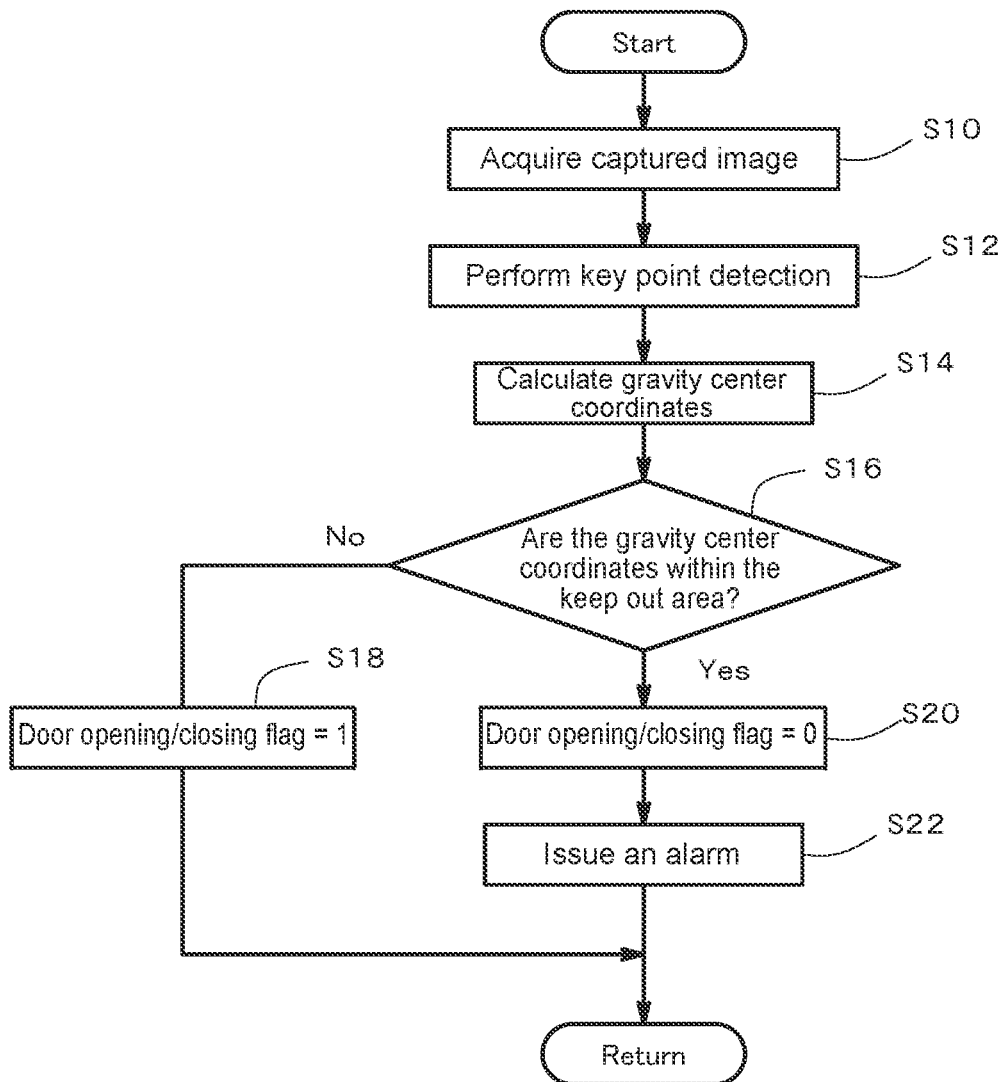 Start
S10
Acquire captured image
S12
Perform key point detection
S14
Calculate gravity center
coordinates
S16
No
Are the gravity center
coordinates within the
keep out area?
S18
Yes
Door opening/closing flag = 1
Door opening/closing flag = 0
S20
S22
Issue an alarm
Return